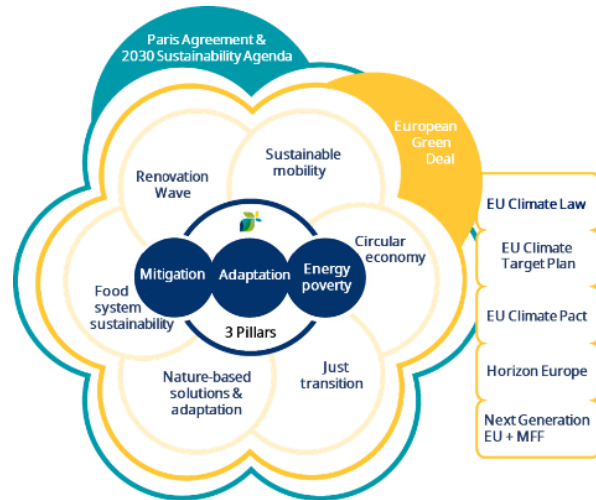 Paris Agreement &
2030 Sustainability Agenda
European
Green
Deal
Sustainable
mobility
Renovation
Wave
Circular
economy
Mitigation
Adaptation
Energy
poverty
3 Pillars
Food
system
sustainability
Nature-based
solutions &
adaptation
Just
transition
EU Climate Law
EU Climate
Target Plan
EU Climate Pact
Horizon Europe
Next Generation
EU + MFF